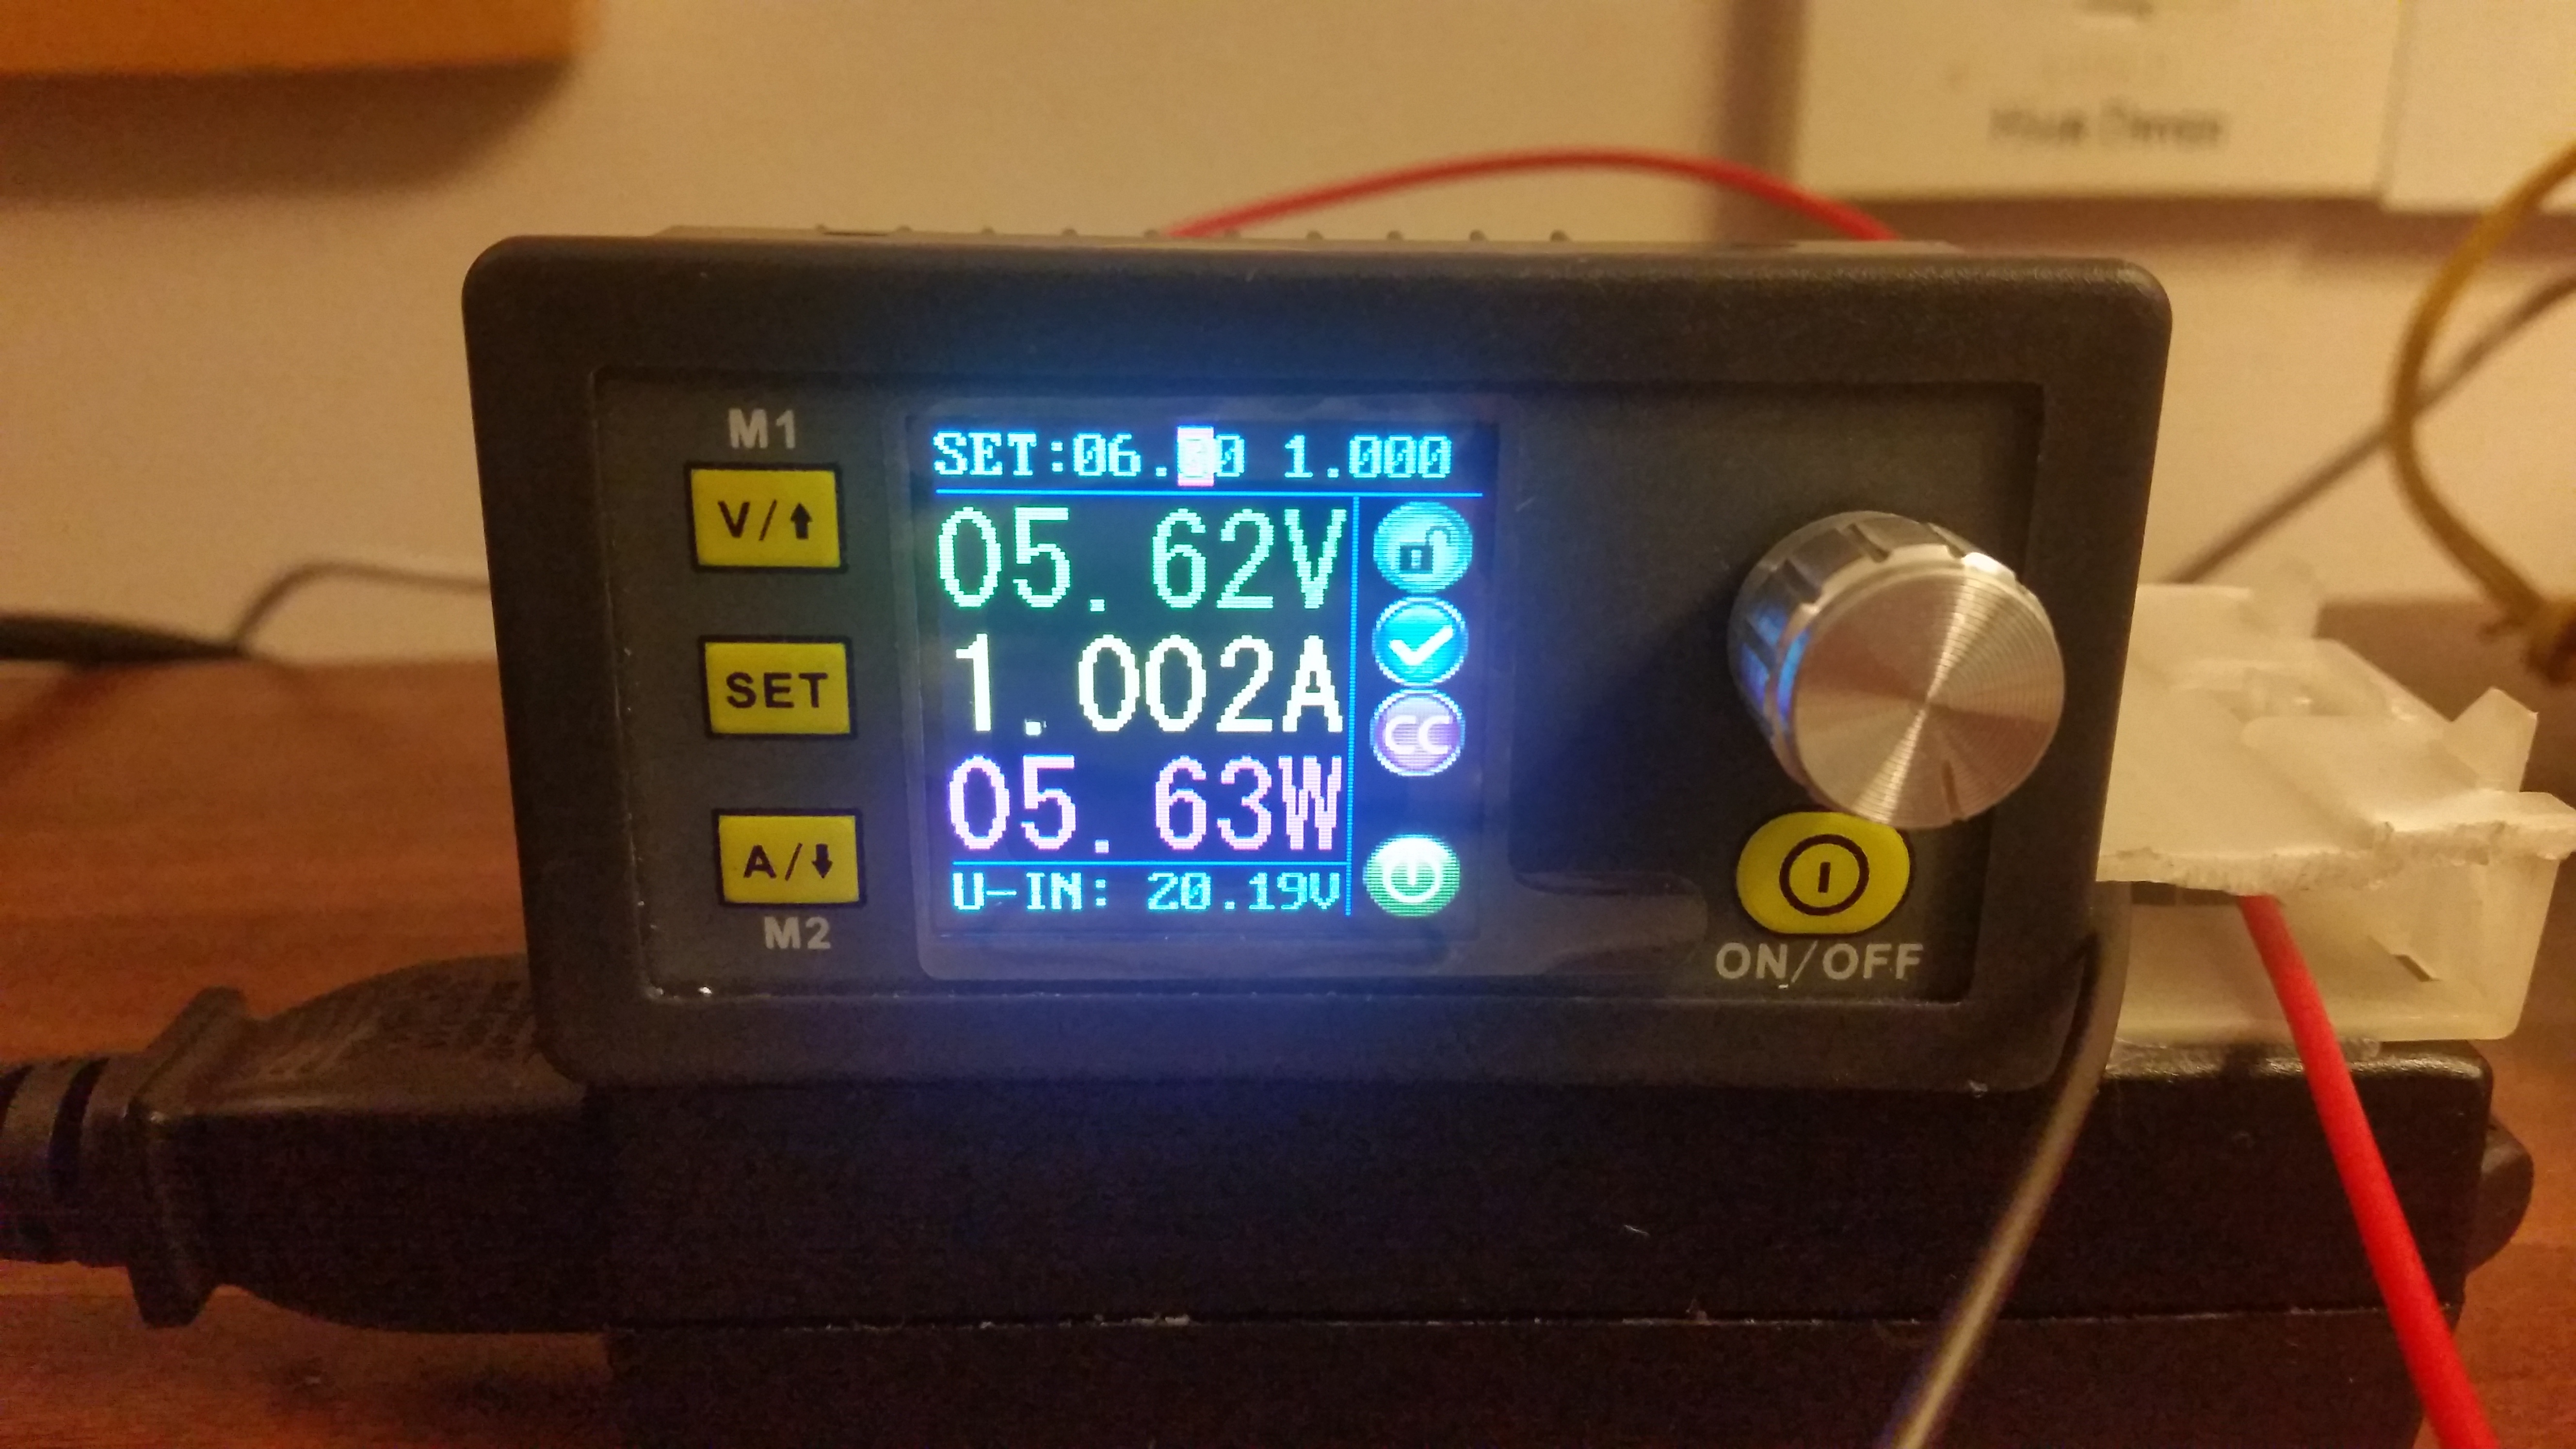 M1
V/⬆
SET
A/⬇
M2
SET:06.00 1.000
05.62V
1.002A
05.63W
U-IN: 20.19V
CC
ON/OFF